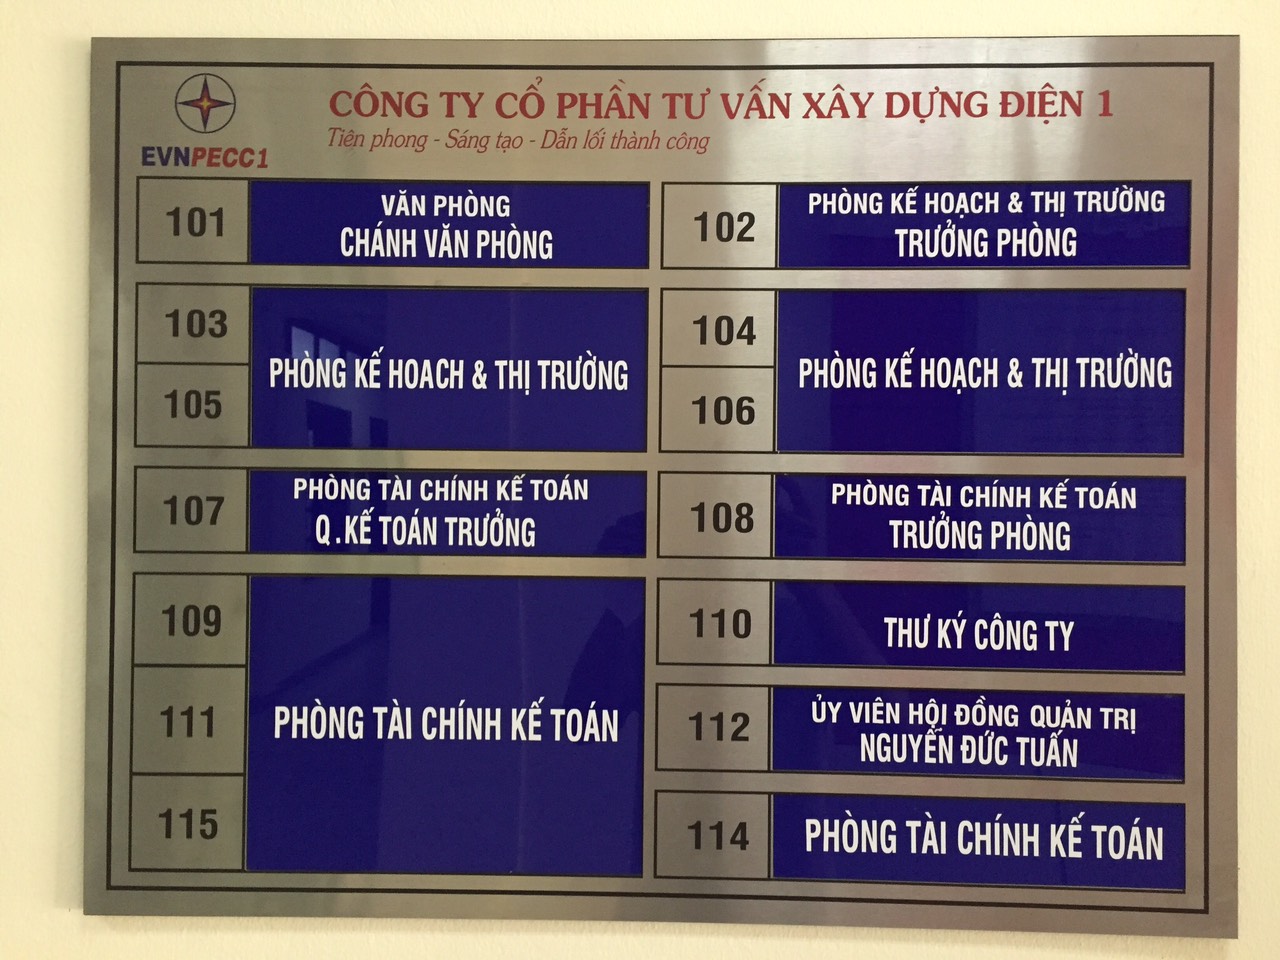 CÔNG TY CỔ PHẦN TƯ VẤN XÂY DỰNG ĐIỆN 1
Tiên phong - Sáng tạo - Dẫn lối thành công
EVNPECC1
101
VĂN PHÒNG
CHÁNH VĂN PHÒNG
102
PHÒNG KẾ HOẠCH & THỊ TRƯỜNG
TRƯỞNG PHÒNG
103
105
PHÒNG KẾ HOACH & THỊ TRƯỜNG
104
106
PHÒNG KẾ HOẠCH & THỊ TRƯỜNG
107
PHÒNG TÀI CHÍNH KẾ TOÁN
Q.KẾ TOÁN TRƯỞNG
108
PHÒNG TÀI CHÍNH KẾ TOÁN
TRƯỞNG PHÒNG
109
111
115
PHÒNG TÀI CHÍNH KẾ TOÁN
110
THƯ KÝ CÔNG TY
112
ỦY VIÊN HỘI ĐỒNG QUẢN TRỊ
NGUYỄN ĐỨC TUẤN
114
PHÒNG TÀI CHÍNH KẾ TOÁN